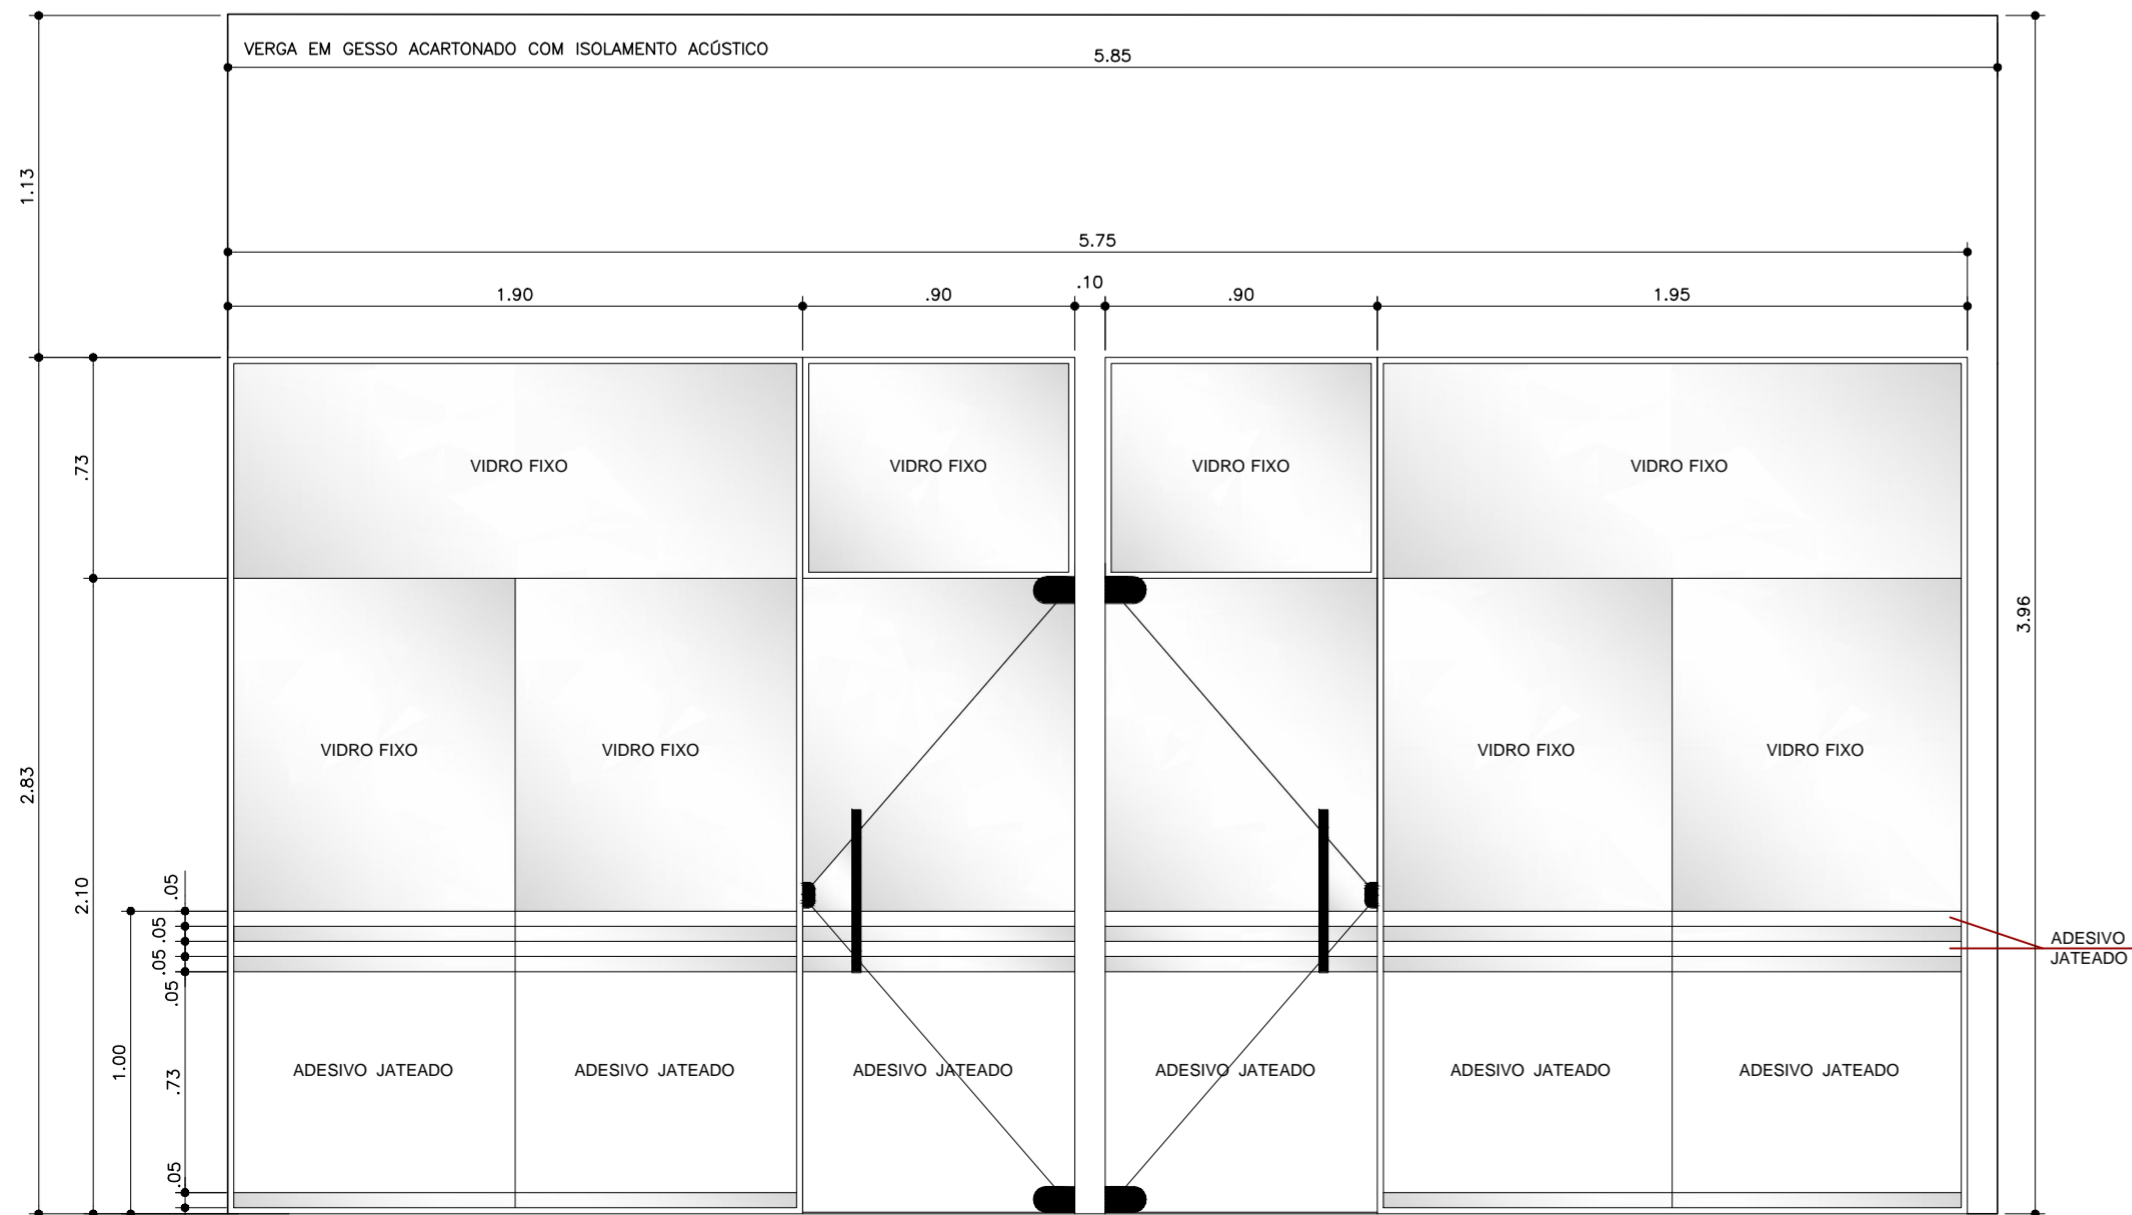 VERGA EM GESSO ACARTONADO COM ISOLAMENTO ACÚSTICO
5.85
1.13
5.75
1.90
.90
.10
.90
1.95
VIDRO FIXO
VIDRO FIXO
VIDRO FIXO
VIDRO FIXO
.73
3.96
VIDRO FIXO
VIDRO FIXO
VIDRO FIXO
VIDRO FIXO
2.83
2.10
.05
.05
.05
.05
ADESIVO
JATEADO
1.00
.73
ADESIVO JATEADO
ADESIVO JATEADO
ADESIVO JATEADO
ADESIVO JATEADO
ADESIVO JATEADO
ADESIVO JATEADO
.05